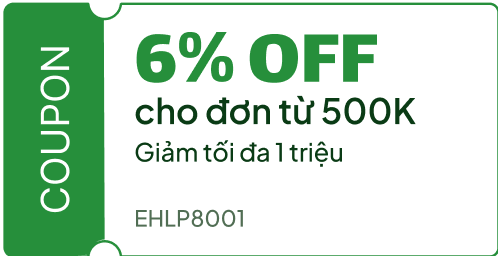 COUPON
6% OFF
cho đơn từ 500K
Giảm tối đa 1 triệu
EHLP8001